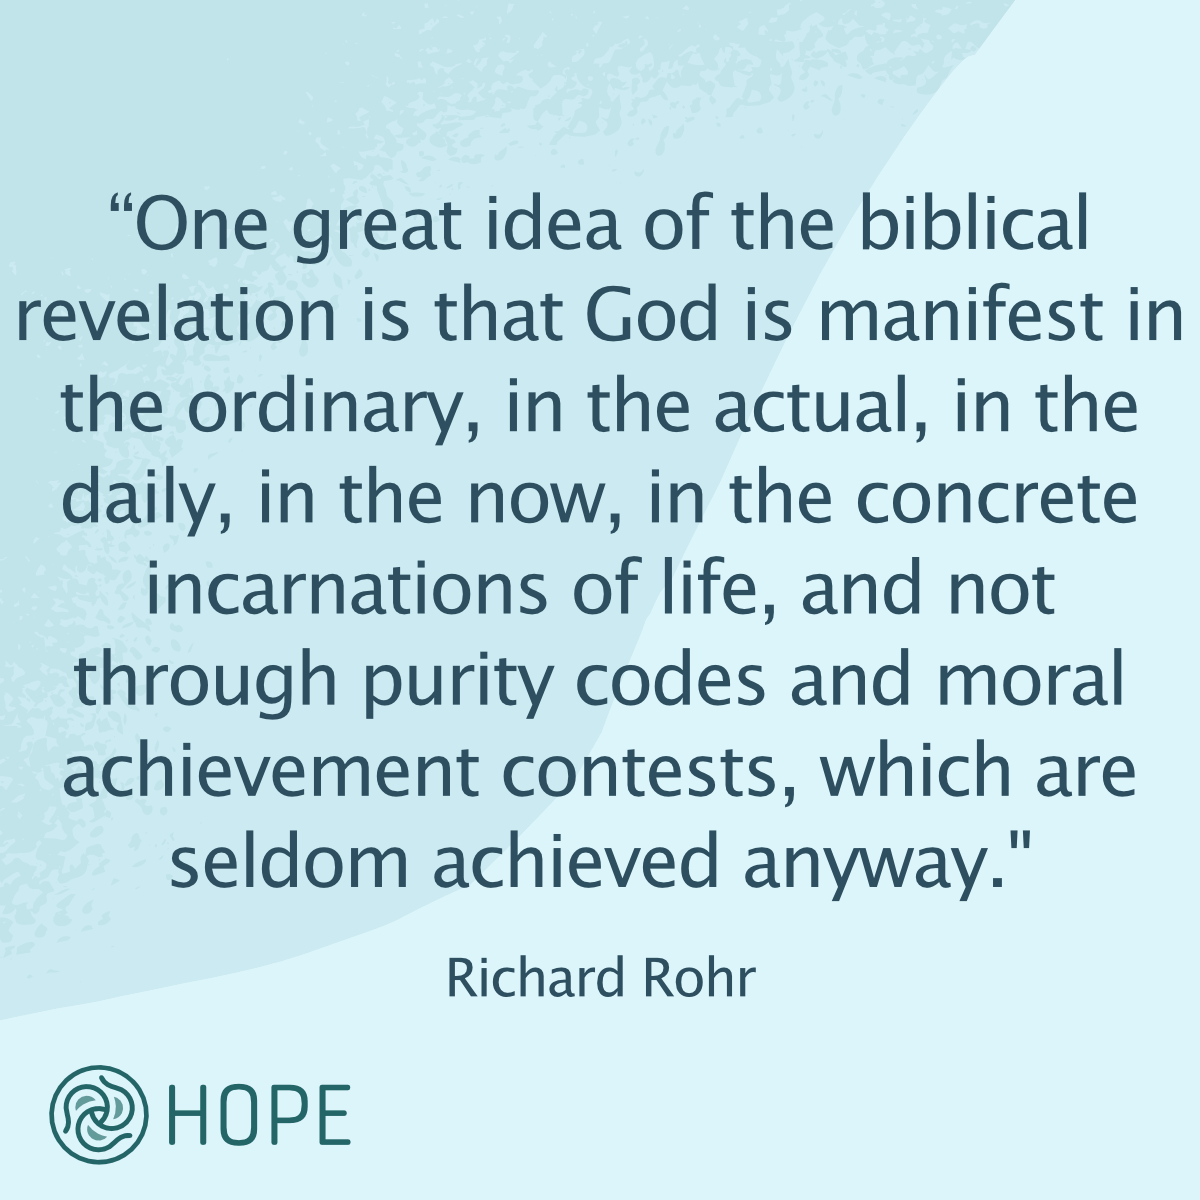 “One great idea of the biblical
revelation is that God is manifest in
the ordinary, in the actual, in the
daily, in the now, in the concrete
incarnations of life, and not
through purity codes and moral
achievement contests, which are
seldom achieved anyway."
Richard Rohr
HOPE